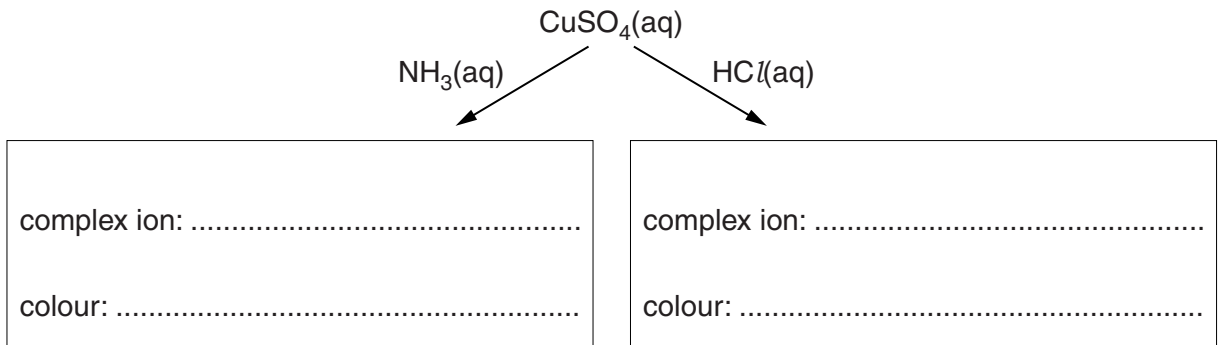 CuSO₄(aq)
NH₃(aq) HCl(aq)
complex ion: ................................................ complex ion: ................................................
colour: ......................................................... colour: .........................................................